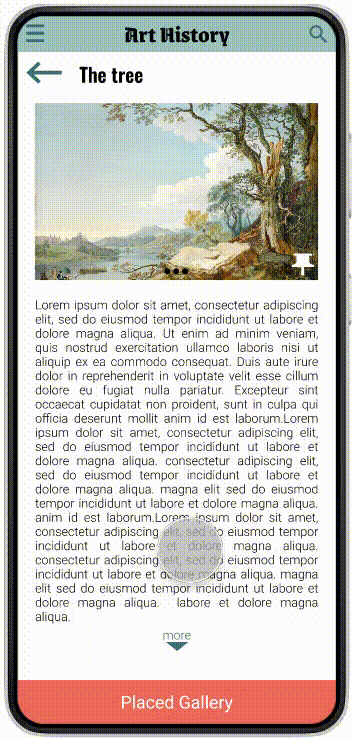 Art History
The tree
Lorem ipsum dolor sit amet, consectetur adipiscing
elit, sed do eiusmod tempor incididunt ut labore et
dolore magna aliqua. Ut enim ad minim veniam,
quis nostrud exercitation ullamco laboris nisi ut
aliquip ex ea commodo consequat. Duis aute irure
dolor in reprehenderit in voluptate velit esse cillum
dolore eu fugiat nulla pariatur. Excepteur sint
occaecat cupidatat non proident, sunt in culpa qui
officia deserunt mollit anim id est laborum.Lorem
ipsum dolor sit amet, consectetur adipiscing elit,
sed do eiusmod tempor incididunt ut labore et
dolore magna aliqua. consectetur adipiscing elit,
sed do eiusmod tempor incididunt ut labore et
dolore magna aliqua. magna elit sed do eiusmod
tempor incididunt ut labore et dolore magna aliqua.
anim id est laborum.Lorem ipsum dolor sit amet,
consectetur adipiscing elit, sed do eiusmod tempor
incididunt ut labore et dolore magna aliqua.
consectetur adipiscing elit, sed do eiusmod tempor
incididunt ut labore et dolore magna aliqua. magna
elit sed do eiusmod tempor incididunt ut labore et
dolore magna aliqua. labore et dolore magna
aliqua.
more
Placed Gallery